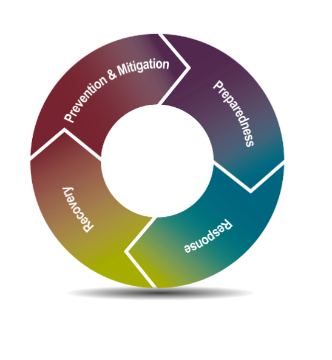 Prevention & Mitigation
Preparedness
Response
Recovery